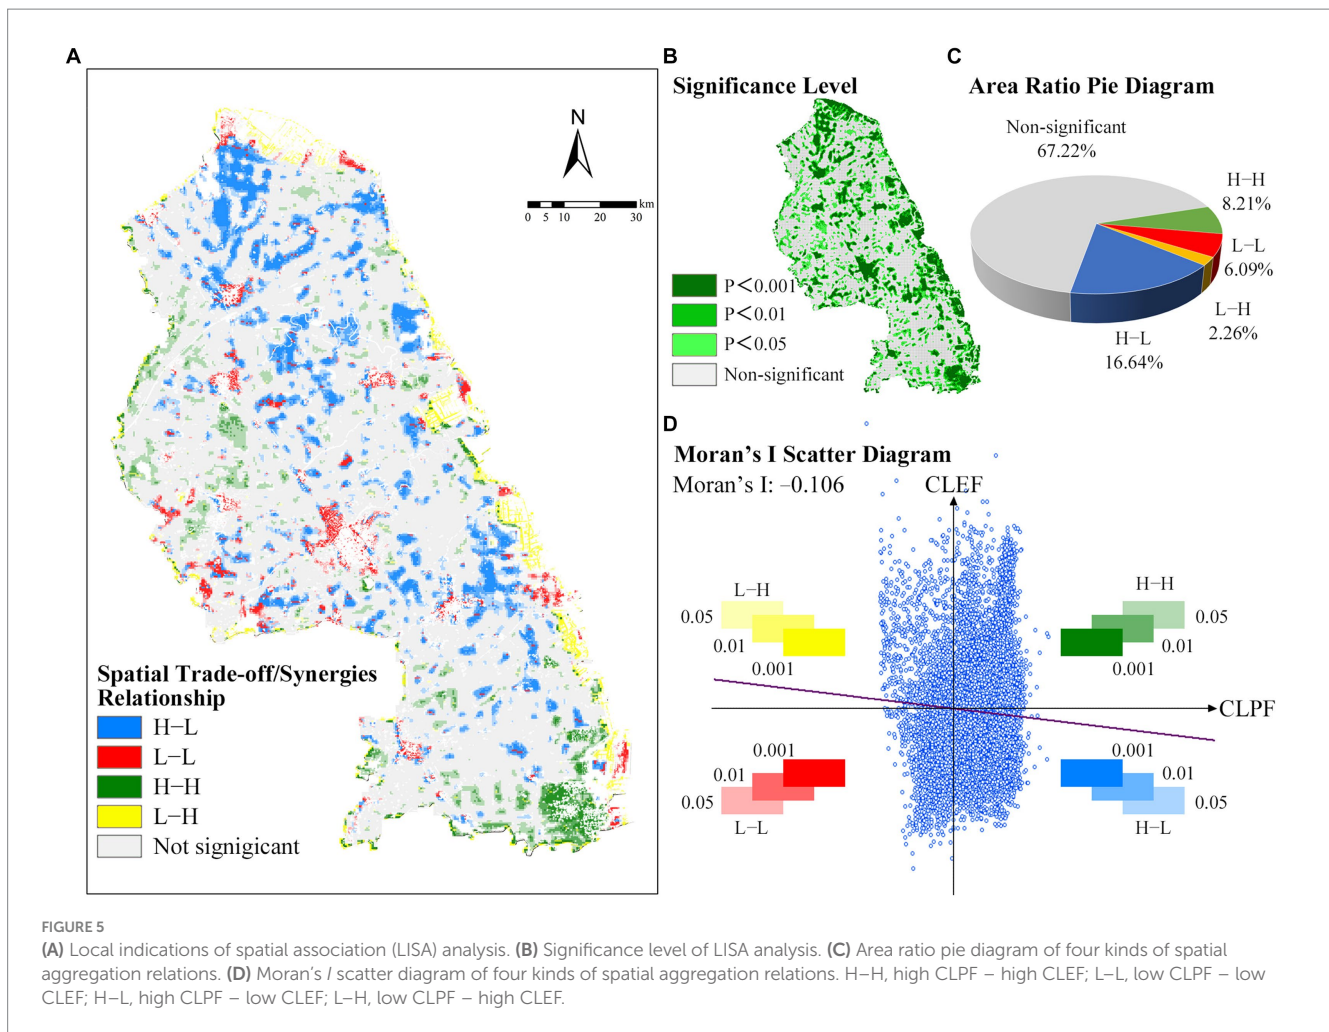 A
N
km
0 5 10 20 30
Spatial Trade-off/Synergies
Relationship
H–L
L–L
H–H
L–H
Not signigicant
B
Significance Level
P<0.001
P<0.01
P<0.05
Non-significant
C
Area Ratio Pie Diagram
Non-significant
67.22%
H–H
8.21%
L–L
6.09%
L–H
2.26%
H–L
16.64%
D
Moran's I Scatter Diagram
Moran's I: –0.106
CLEF
CLPF
L–H
0.05
0.01
0.001
H–H
0.05
0.01
0.001
0.001
0.01
0.05
L–L
0.001
0.01
0.05
H–L
FIGURE 5
(A) Local indications of spatial association (LISA) analysis. (B) Significance level of LISA analysis. (C) Area ratio pie diagram of four kinds of spatial
aggregation relations. (D) Moran's I scatter diagram of four kinds of spatial aggregation relations. H–H, high CLPF – high CLEF; L–L, low CLPF – low
CLEF; H–L, high CLPF – low CLEF; L–H, low CLPF – high CLEF.